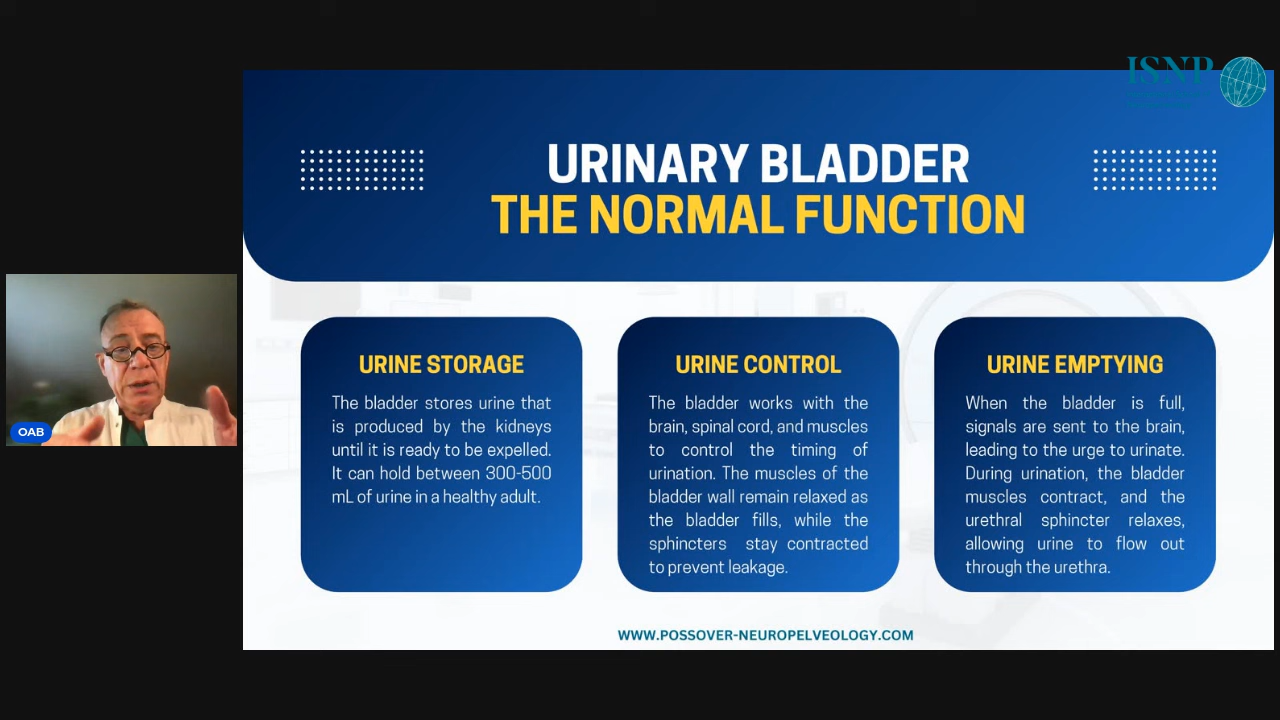 ISNP
URINARY BLADDER
THE NORMAL FUNCTION
URINE STORAGE
The bladder stores urine that
is produced by the kidneys
until it is ready to be expelled.
It can hold between 300-500
mL of urine in a healthy adult.
URINE CONTROL
The bladder works with the
brain, spinal cord, and muscles
to control the timing of
urination. The muscles of the
bladder wall remain relaxed as
the bladder fills, while the
sphincters stay contracted
to prevent leakage.
URINE EMPTYING
When the bladder is full,
signals are sent to the brain,
leading to the urge to urinate.
During urination, the bladder
muscles contract, and the
urethral sphincter relaxes,
allowing urine to flow out
through the urethra.
OAB
WWW.POSSOVER-NEUROPELVEOLOGY.COM